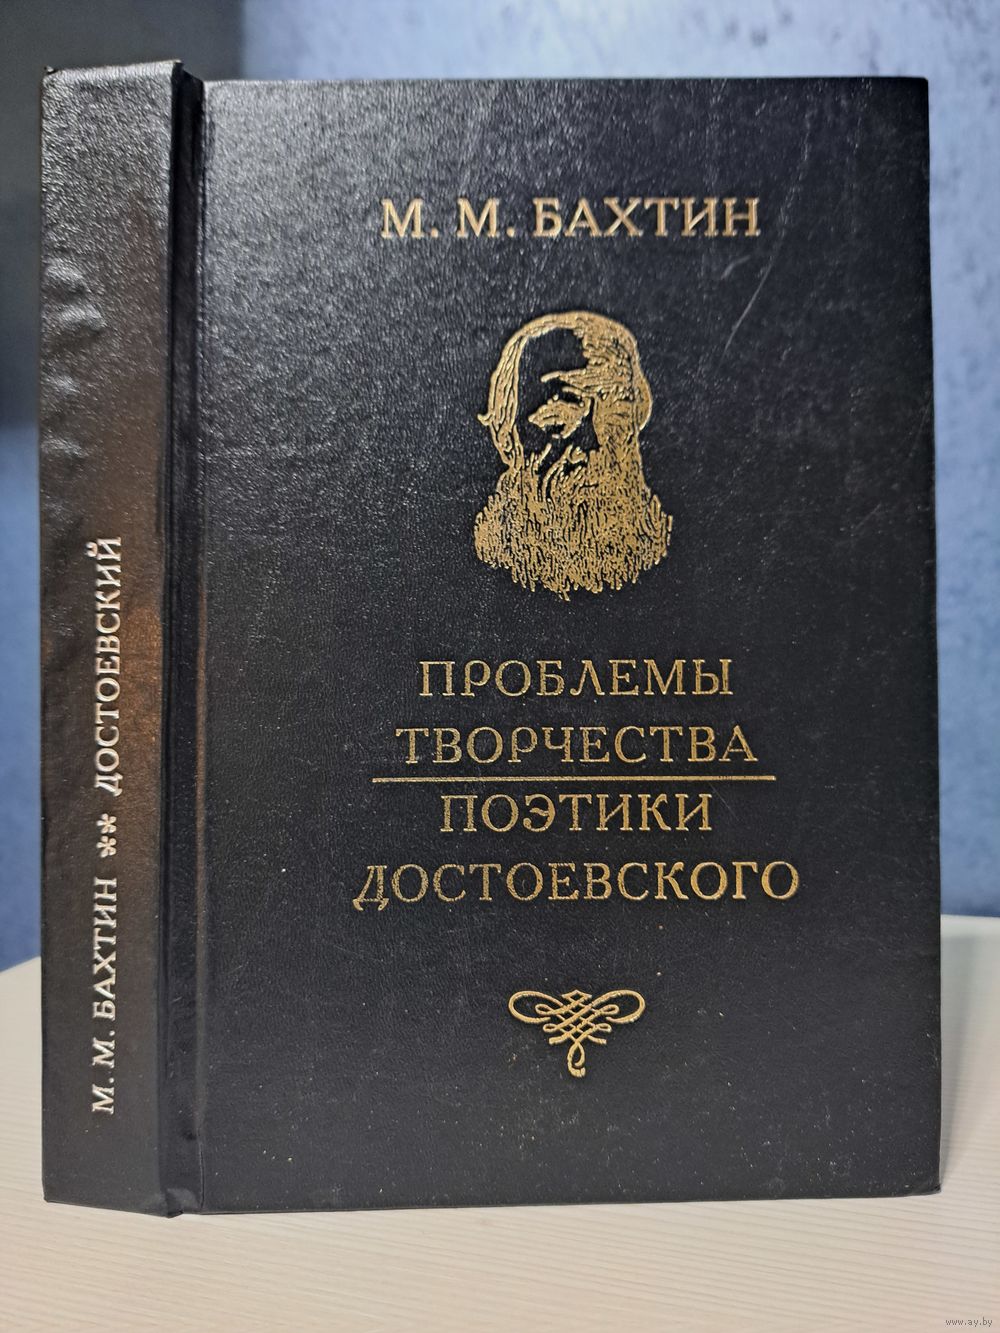 М. М. БАХТИН ** ДОСТОЕВСКИЙ
М. М. БАХТИН
ПРОБЛЕМЫ
ТВОРЧЕСТВА
ПОЭТИКИ
ДОСТОЕВСКОГО
www.ay.by